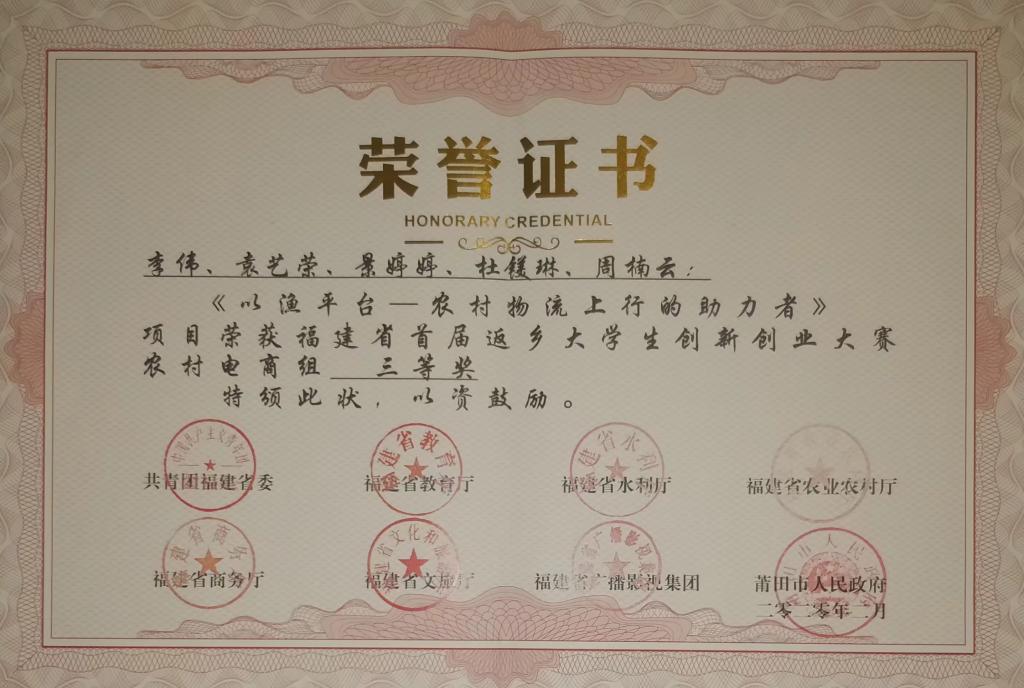 荣誉证书
HONORARY CREDENTIAL
李伟、袁艺荣、景婷婷、杜镁琳、周楠云：
《以渔平台—农村物流上行的助力者》
项目荣获福建省首届返乡大学生创新创业大赛
农村电商组 三等奖
特颁此状，以资鼓励。
共青团福建省委 福建省教育厅 福建省水利厅 福建省农业农村厅
福建省商务厅 福建省文旅厅 福建省广播影视集团 莆田市人民政府
二零二零年二月